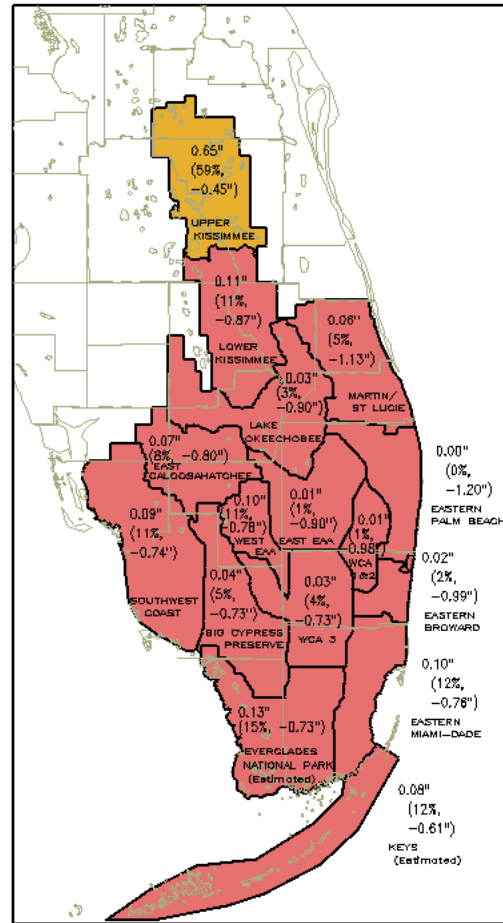 0.65"
(59%,
-0.45")
UPPER
KISSIMMEE
0.11"
(11%,
-0.87")
LOWER
KISSIMMEE
0.06"
(5%,
-1.13")
MARTIN/
ST LUCIE
0.03"
(3%,
-0.90")
LAKE
OKEECHOBEE
0.07"
(8%, -0.80")
EAST
CALOOSAHATCHEE
0.00"
(0%,
-1.20")
EASTERN
PALM BEACH
0.09"
(11%,
-0.74")
SOUTHWEST
COAST
0.10"
(11%,
-0.78")
WEST
EAA
0.01"
(1%,
-0.90")
EAST EAA
0.01"
(1%,
-0.98")
WCA
1&2
0.02"
(2%,
-0.99")
EASTERN
BROWARD
0.04"
(5%,
-0.73")
BIG CYPRESS
PRESERVE
0.03"
(4%,
-0.73")
WCA 3
0.10"
(12%,
-0.76")
EASTERN
MIAMI-DADE
0.13"
(15%, -0.73")
EVERGLADES
NATIONAL PARK
(Estimated)
0.08"
(12%,
-0.61")
KEYS
(Estimated)